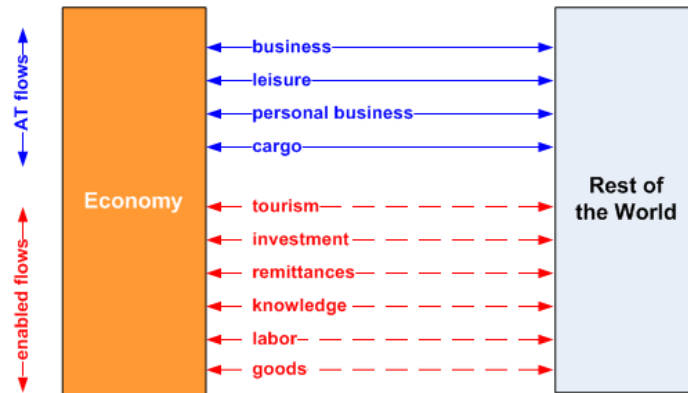 AT flows
enabled flows
Economy
business
leisure
personal business
cargo
tourism
investment
remittances
knowledge
labor
goods
Rest of
the World